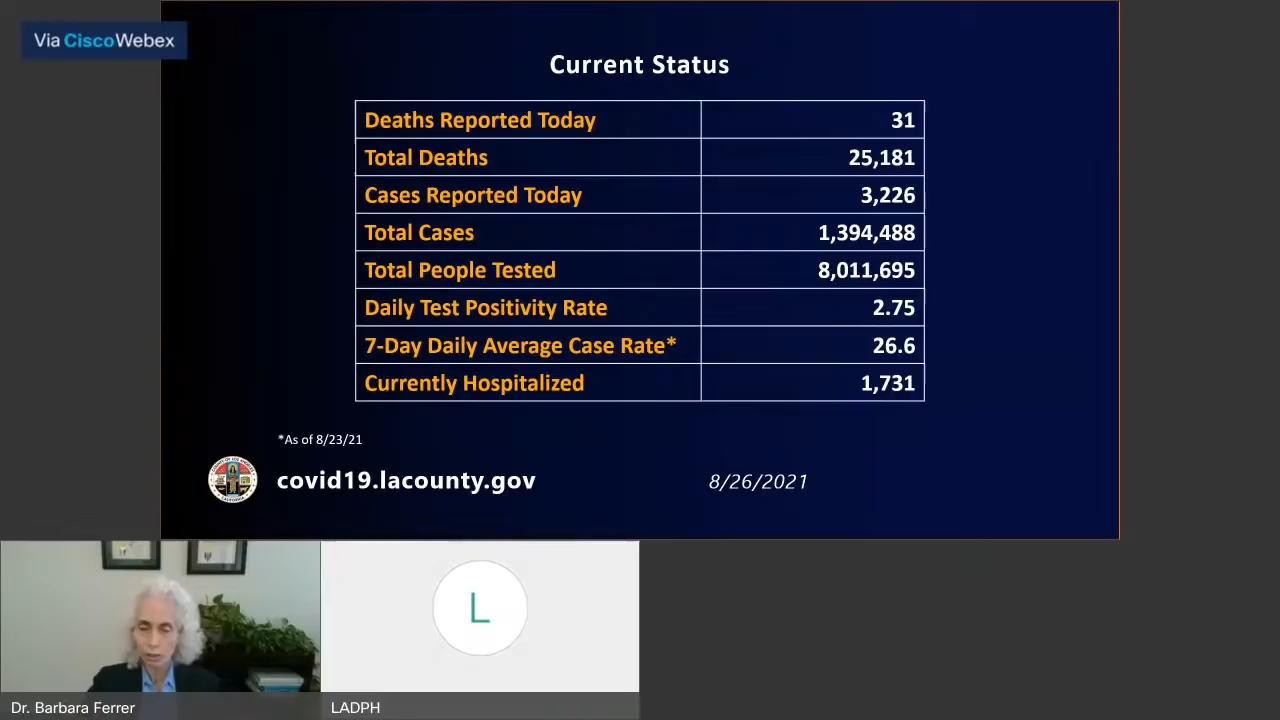 Via CiscoWebex
Current Status
Deaths Reported Today 31
Total Deaths 25,181
Cases Reported Today 3,226
Total Cases 1,394,488
Total People Tested 8,011,695
Daily Test Positivity Rate 2.75
7-Day Daily Average Case Rate* 26.6
Currently Hospitalized 1,731
*As of 8/23/21
covid19.lacounty.gov
8/26/2021
L
Dr. Barbara Ferrer
LADPH